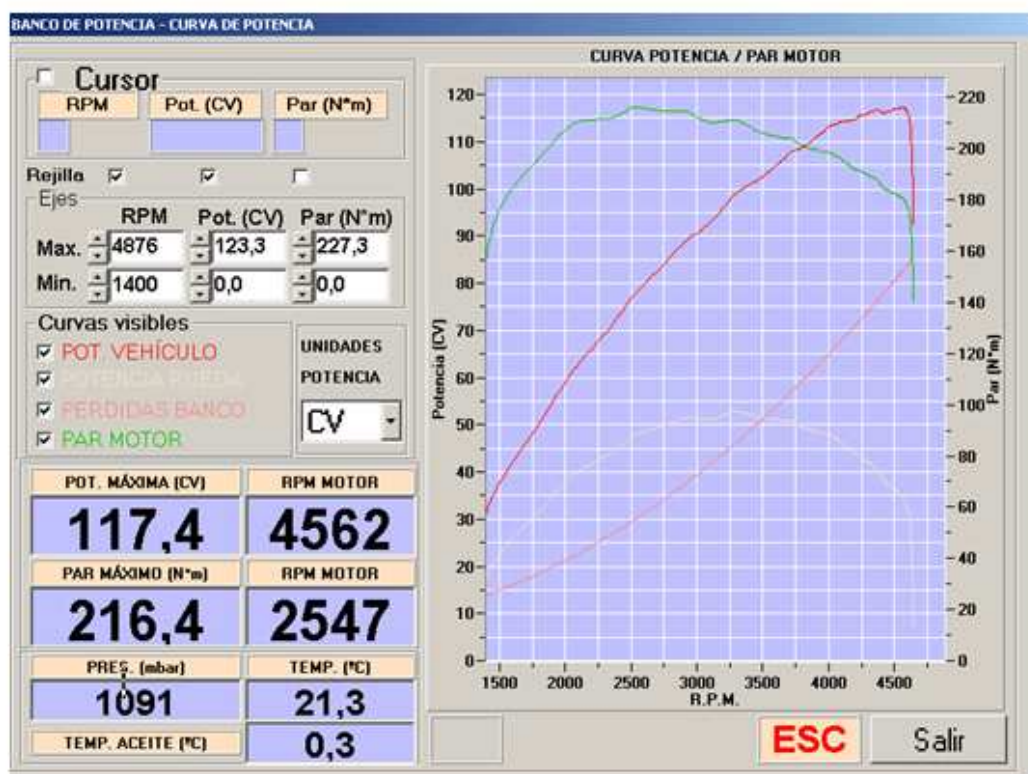 BANCO DE POTENCIA - CURVA DE POTENCIA
Cursor
RPM Pot. (CV) Par (N*m)
Rejilla
Ejes
RPM Pot. (CV) Par (N*m)
Max. 4876 123,3 227,3
Min. 1400 0,0 0,0
Curvas visibles
POT. VEHÍCULO
POTENCIA RUEDA
PERDIDAS BANCO
PAR MOTOR
UNIDADES
POTENCIA
CV
POT. MÁXIMA (CV) RPM MOTOR
117,4 4562
PAR MÁXIMO (N*m) RPM MOTOR
216,4 2547
PRES. (mbar) TEMP. (ºC)
1091 21,3
TEMP. ACEITE (ºC) 0,3
CURVA POTENCIA / PAR MOTOR
Potencia (CV)
120
110
100
90
80
70
60
50
40
30
20
10
0
220
200
180
160
140
120
100
80
60
40
20
0
Par (N*m)
1500 2000 2500 3000 3500 4000 4500
R.P.M.
ESC Salir